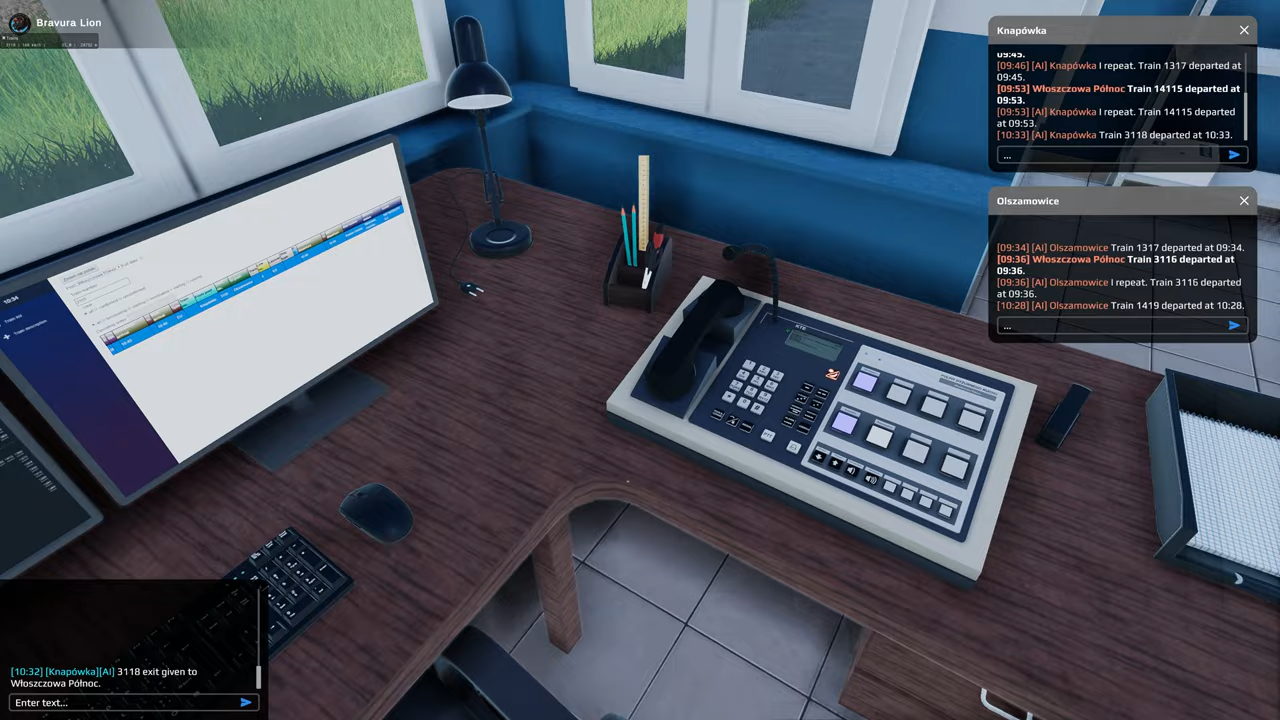 Bravura Lion
Knapówka
09:45.
[09:46] [AI] Knapówka I repeat. Train 1317 departed at
09:45.
[09:53] Włoszczowa Północ Train 14115 departed at
09:53.
[09:53] [AI] Knapówka I repeat. Train 14115 departed
at 09:53.
[10:33] [AI] Knapówka Train 3118 departed at 10:33.
...
Olszamowice
[09:34] [AI] Olszamowice Train 1317 departed at 09:34.
[09:36] Włoszczowa Północ Train 3116 departed at
09:36.
[09:36] [AI] Olszamowice I repeat. Train 3116 departed
at 09:36.
[10:28] [AI] Olszamowice Train 1419 departed at 10:28.
...
10:34
[10:32] [Knapówka][AI] 3118 exit given to
Włoszczowa Północ.
Enter text...